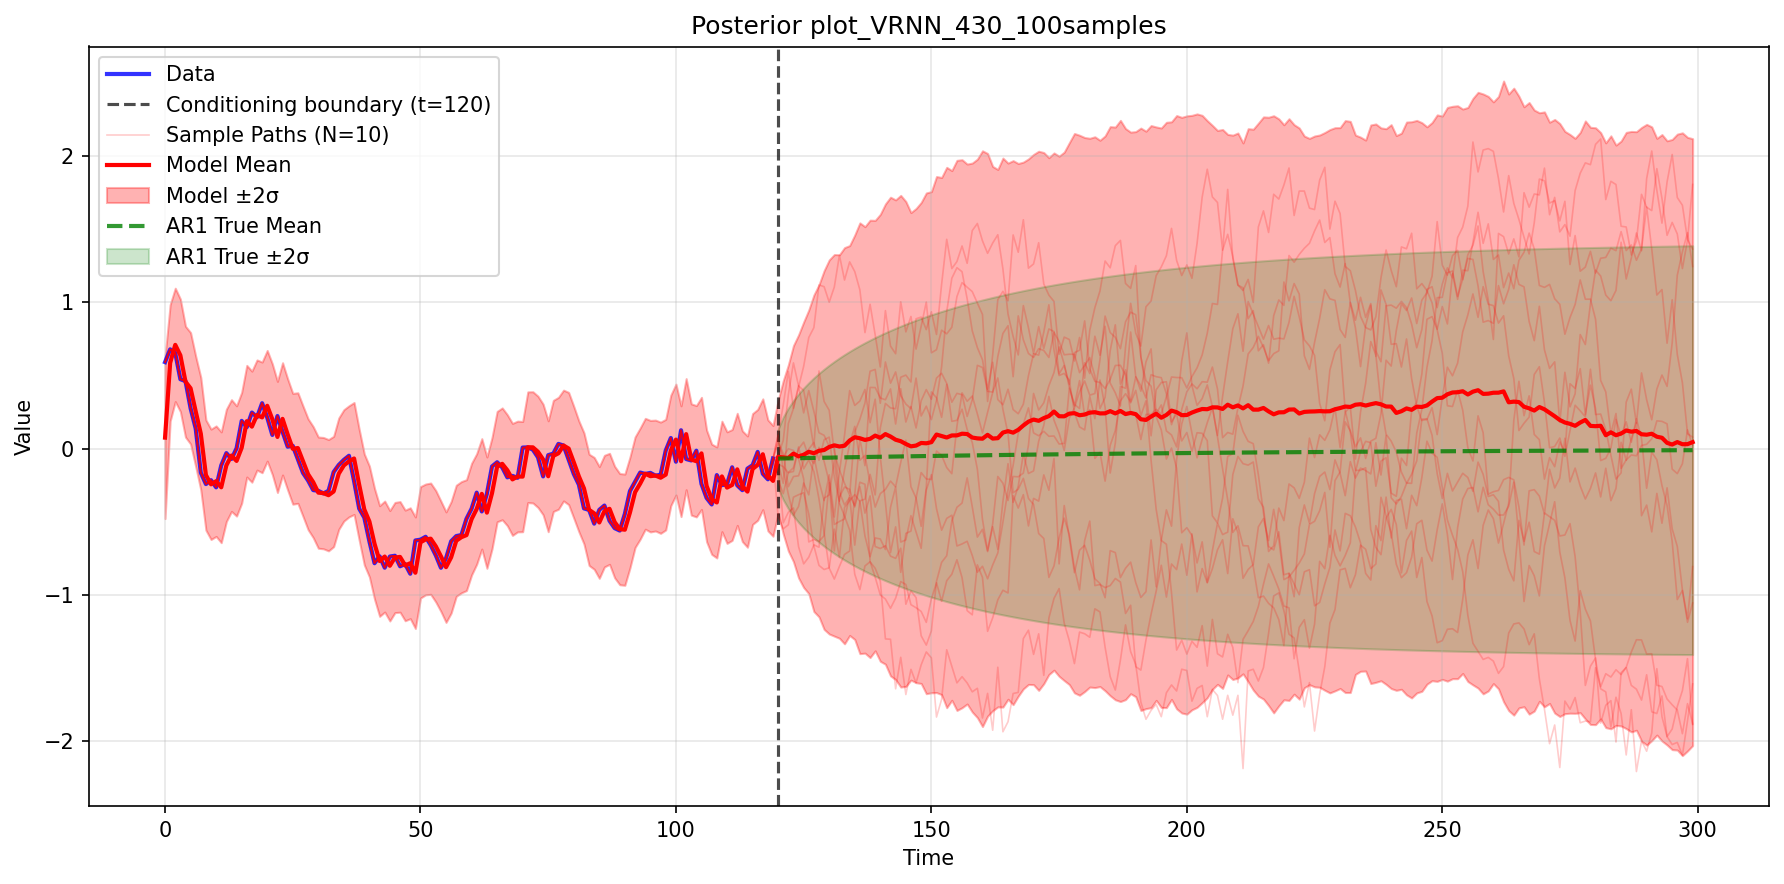 Posterior plot_VRNN_430_100samples
Data
Conditioning boundary (t=120)
Sample Paths (N=10)
Model Mean
Model ±2σ
AR1 True Mean
AR1 True ±2σ
Value
2
1
0
−1
−2
0 50 100 150 200 250 300
Time